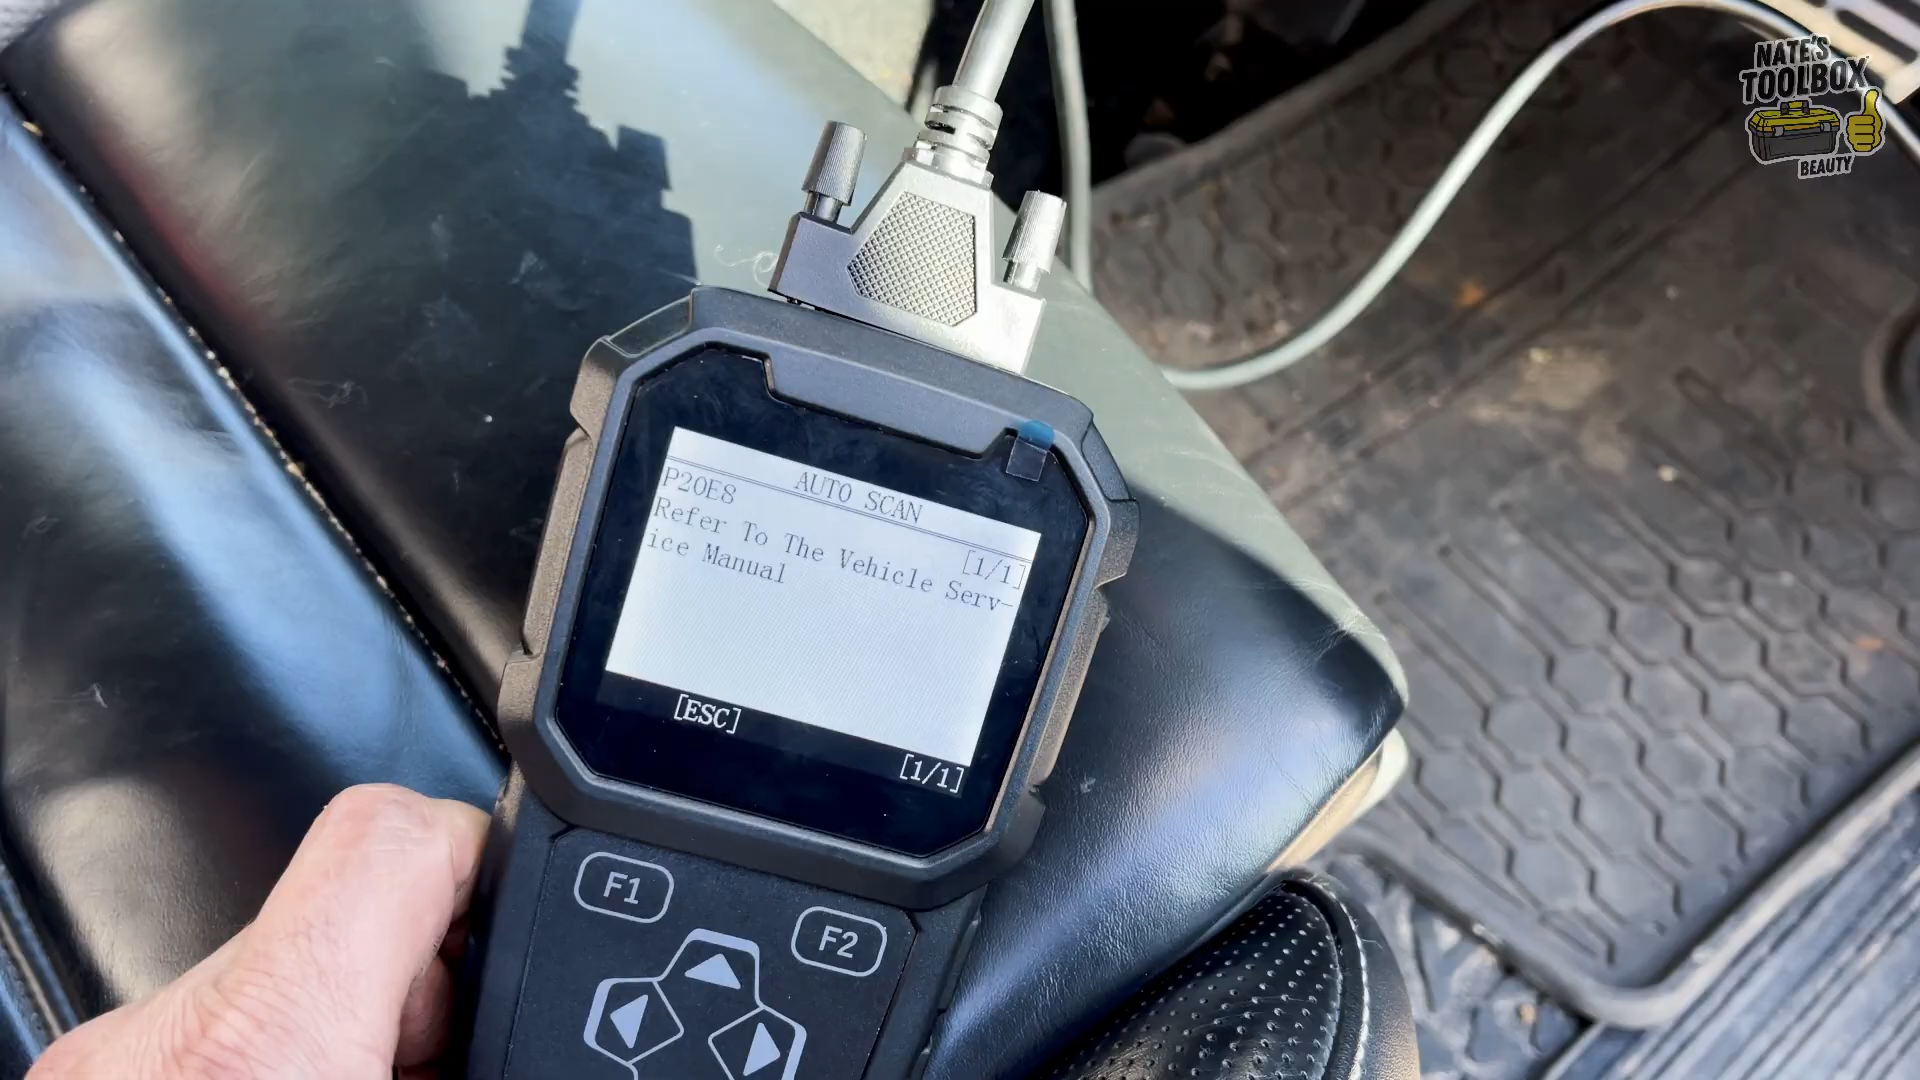 NATE'S
TOOLBOX
BEAUTY
AUTO SCAN
P20E8
[1/1]
Refer To The Vehicle Serv-
ice Manual
[ESC]
[1/1]
F1
F2